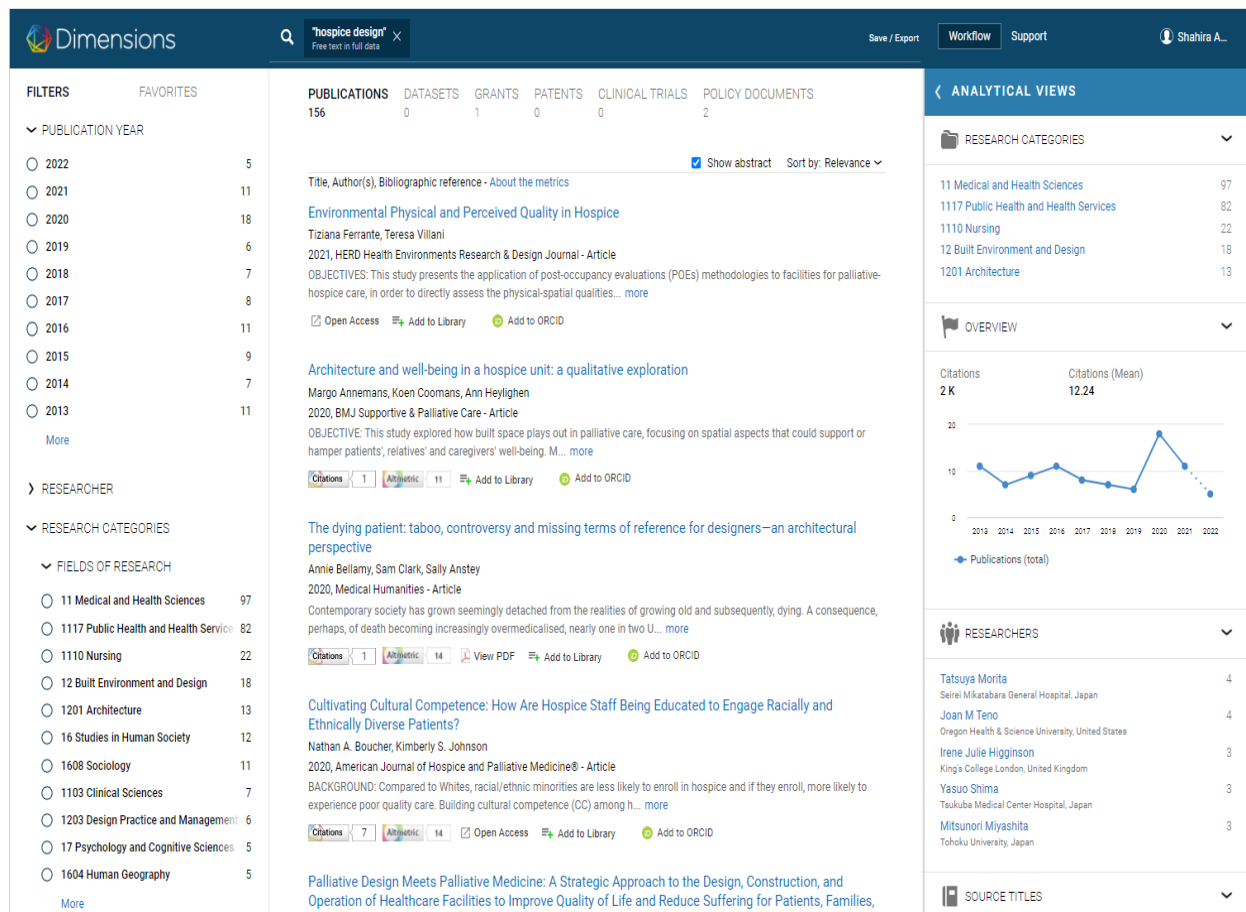 Dimensions
"hospice design" ×
Free text in full data
Save / Export
Workflow
Support
Shahira A...
FILTERS
FAVORITES
PUBLICATION YEAR
2022 5
2021 11
2020 18
2019 6
2018 7
2017 8
2016 11
2015 9
2014 7
2013 11
More
RESEARCHER
RESEARCH CATEGORIES
FIELDS OF RESEARCH
11 Medical and Health Sciences 97
1117 Public Health and Health Service 82
1110 Nursing 22
12 Built Environment and Design 18
1201 Architecture 13
16 Studies in Human Society 12
1608 Sociology 11
1103 Clinical Sciences 7
1203 Design Practice and Management 6
17 Psychology and Cognitive Sciences 5
1604 Human Geography 5
More
PUBLICATIONS DATASETS GRANTS PATENTS CLINICAL TRIALS POLICY DOCUMENTS
156 0 1 0 0 2
Show abstract Sort by: Relevance
Title, Author(s), Bibliographic reference - About the metrics
Environmental Physical and Perceived Quality in Hospice
Tiziana Ferrante, Teresa Villani
2021, HERD Health Environments Research & Design Journal - Article
OBJECTIVES: This study presents the application of post-occupancy evaluations (POEs) methodologies to facilities for palliative-
hospice care, in order to directly assess the physical-spatial qualities... more
Open Access Add to Library Add to ORCID
Architecture and well-being in a hospice unit: a qualitative exploration
Margo Annemans, Koen Coomans, Ann Heylighen
2020, BMJ Supportive & Palliative Care - Article
OBJECTIVE: This study explored how built space plays out in palliative care, focusing on spatial aspects that could support or
hamper patients', relatives' and caregivers' well-being. M... more
Citations 1 Altmetric 11 Add to Library Add to ORCID
The dying patient: taboo, controversy and missing terms of reference for designers—an architectural
perspective
Annie Bellamy, Sam Clark, Sally Anstey
2020, Medical Humanities - Article
Contemporary society has grown seemingly detached from the realities of growing old and subsequently, dying. A consequence,
perhaps, of death becoming increasingly overmedicalised, nearly one in two U... more
Citations 1 Altmetric 14 View PDF Add to Library Add to ORCID
Cultivating Cultural Competence: How Are Hospice Staff Being Educated to Engage Racially and
Ethnically Diverse Patients?
Nathan A. Boucher, Kimberly S. Johnson
2020, American Journal of Hospice and Palliative Medicine® - Article
BACKGROUND: Compared to Whites, racial/ethnic minorities are less likely to enroll in hospice and if they enroll, more likely to
experience poor quality care. Building cultural competence (CC) among h... more
Citations 7 Altmetric 14 Open Access Add to Library Add to ORCID
Palliative Design Meets Palliative Medicine: A Strategic Approach to the Design, Construction, and
Operation of Healthcare Facilities to Improve Quality of Life and Reduce Suffering for Patients, Families,
ANALYTICAL VIEWS
RESEARCH CATEGORIES
11 Medical and Health Sciences 97
1117 Public Health and Health Services 82
1110 Nursing 22
12 Built Environment and Design 18
1201 Architecture 13
OVERVIEW
Citations Citations (Mean)
2 K 12.24
20
10
0
2013 2014 2015 2016 2017 2018 2019 2020 2021 2022
Publications (total)
RESEARCHERS
Tatsuya Morita 4
Seirei Mikatabara General Hospital, Japan
Joan M Teno 4
Oregon Health & Science University, United States
Irene Julie Higginson 3
King's College London, United Kingdom
Yasuo Shima 3
Tsukuba Medical Center Hospital, Japan
Mitsunori Miyashita 3
Tohoku University, Japan
SOURCE TITLES